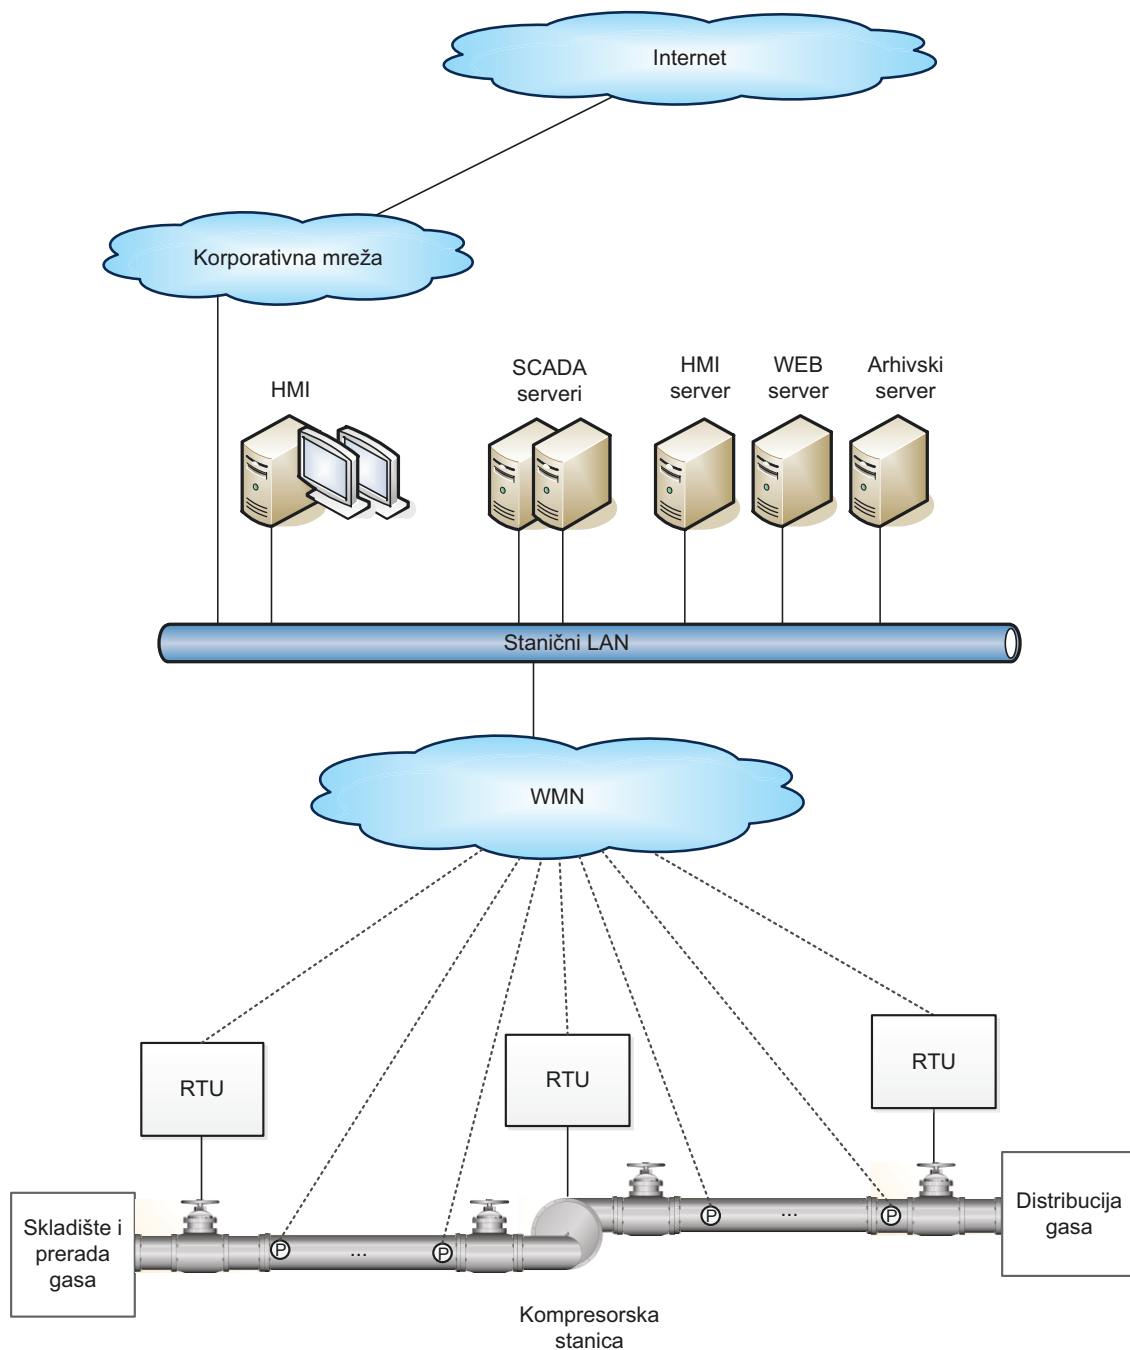 Internet
Korporativna mreža
HMI
SCADA
serveri
HMI
server
WEB
server
Arhivski
server
Stanični LAN
WMN
RTU
RTU
RTU
Skladište i
prerada
gasa
P
...
P
P
...
P
Distribucija
gasa
Kompresorska
stanica